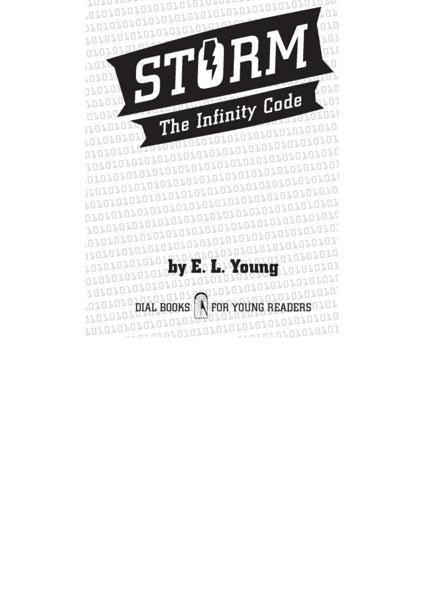 STORM
The Infinity Code
by E. L. Young
DIAL BOOKS FOR YOUNG READERS